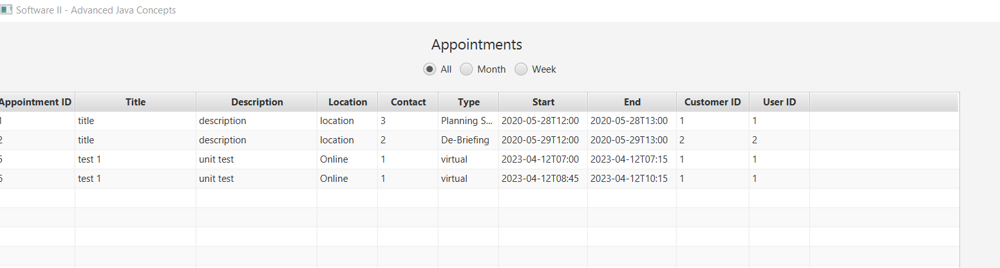 Software II - Advanced Java Concepts
Appointments
All Month Week
Appointment ID Title Description Location Contact Type Start End Customer ID User ID
1 title description location 3 Planning S... 2020-05-28T12:00 2020-05-28T13:00 1 1
2 title description location 2 De-Briefing 2020-05-29T12:00 2020-05-29T13:00 2 2
5 test 1 unit test Online 1 virtual 2023-04-12T07:00 2023-04-12T07:15 1 1
6 test 1 unit test Online 1 virtual 2023-04-12T08:45 2023-04-12T10:15 1 1